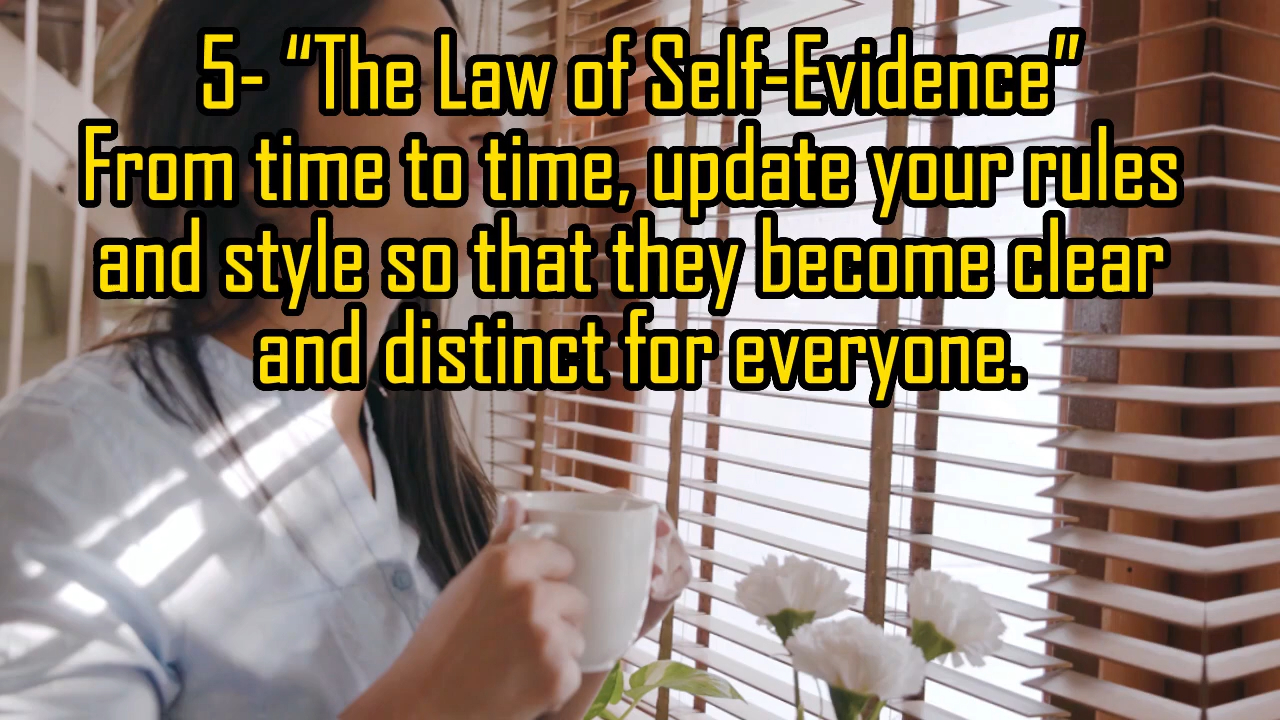 5- “The Law of Self-Evidence”
From time to time, update your rules
and style so that they become clear
and distinct for everyone.